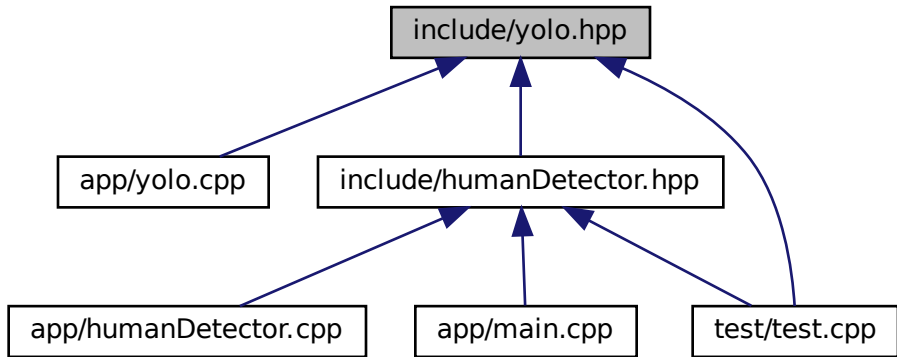 include/yolo.hpp
app/yolo.cpp
include/humanDetector.hpp
app/humanDetector.cpp
app/main.cpp
test/test.cpp